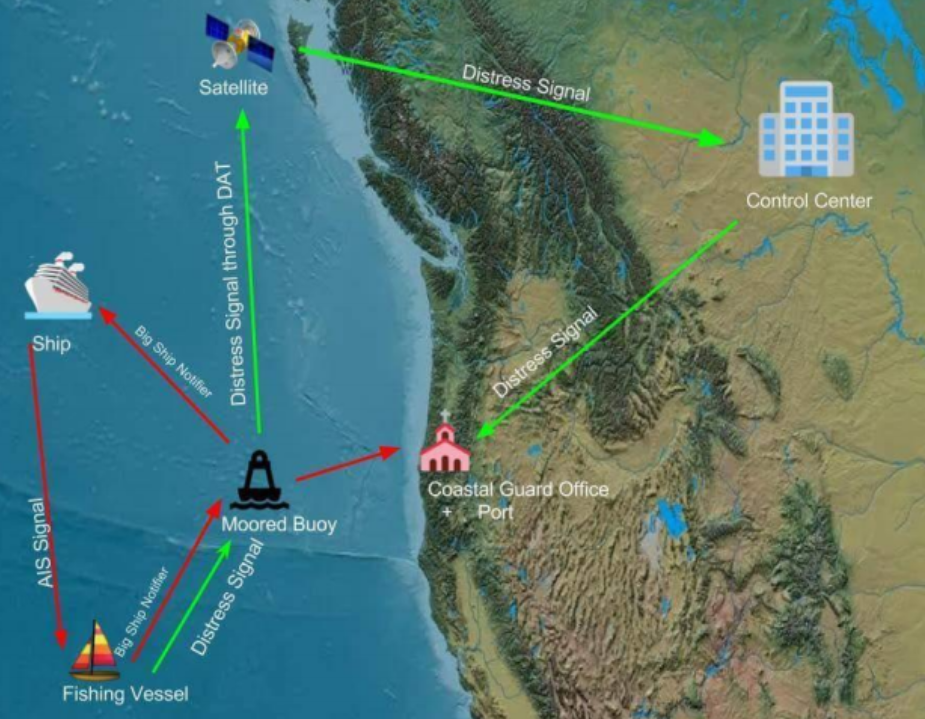 Satellite
Distress Signal
Control Center
Distress Signal through DAT
Ship
Big Ship Notifier
Distress Signal
Coastal Guard Office
+ Port
Moored Buoy
AIS Signal
Big Ship Notifier
Distress Signal
Fishing Vessel